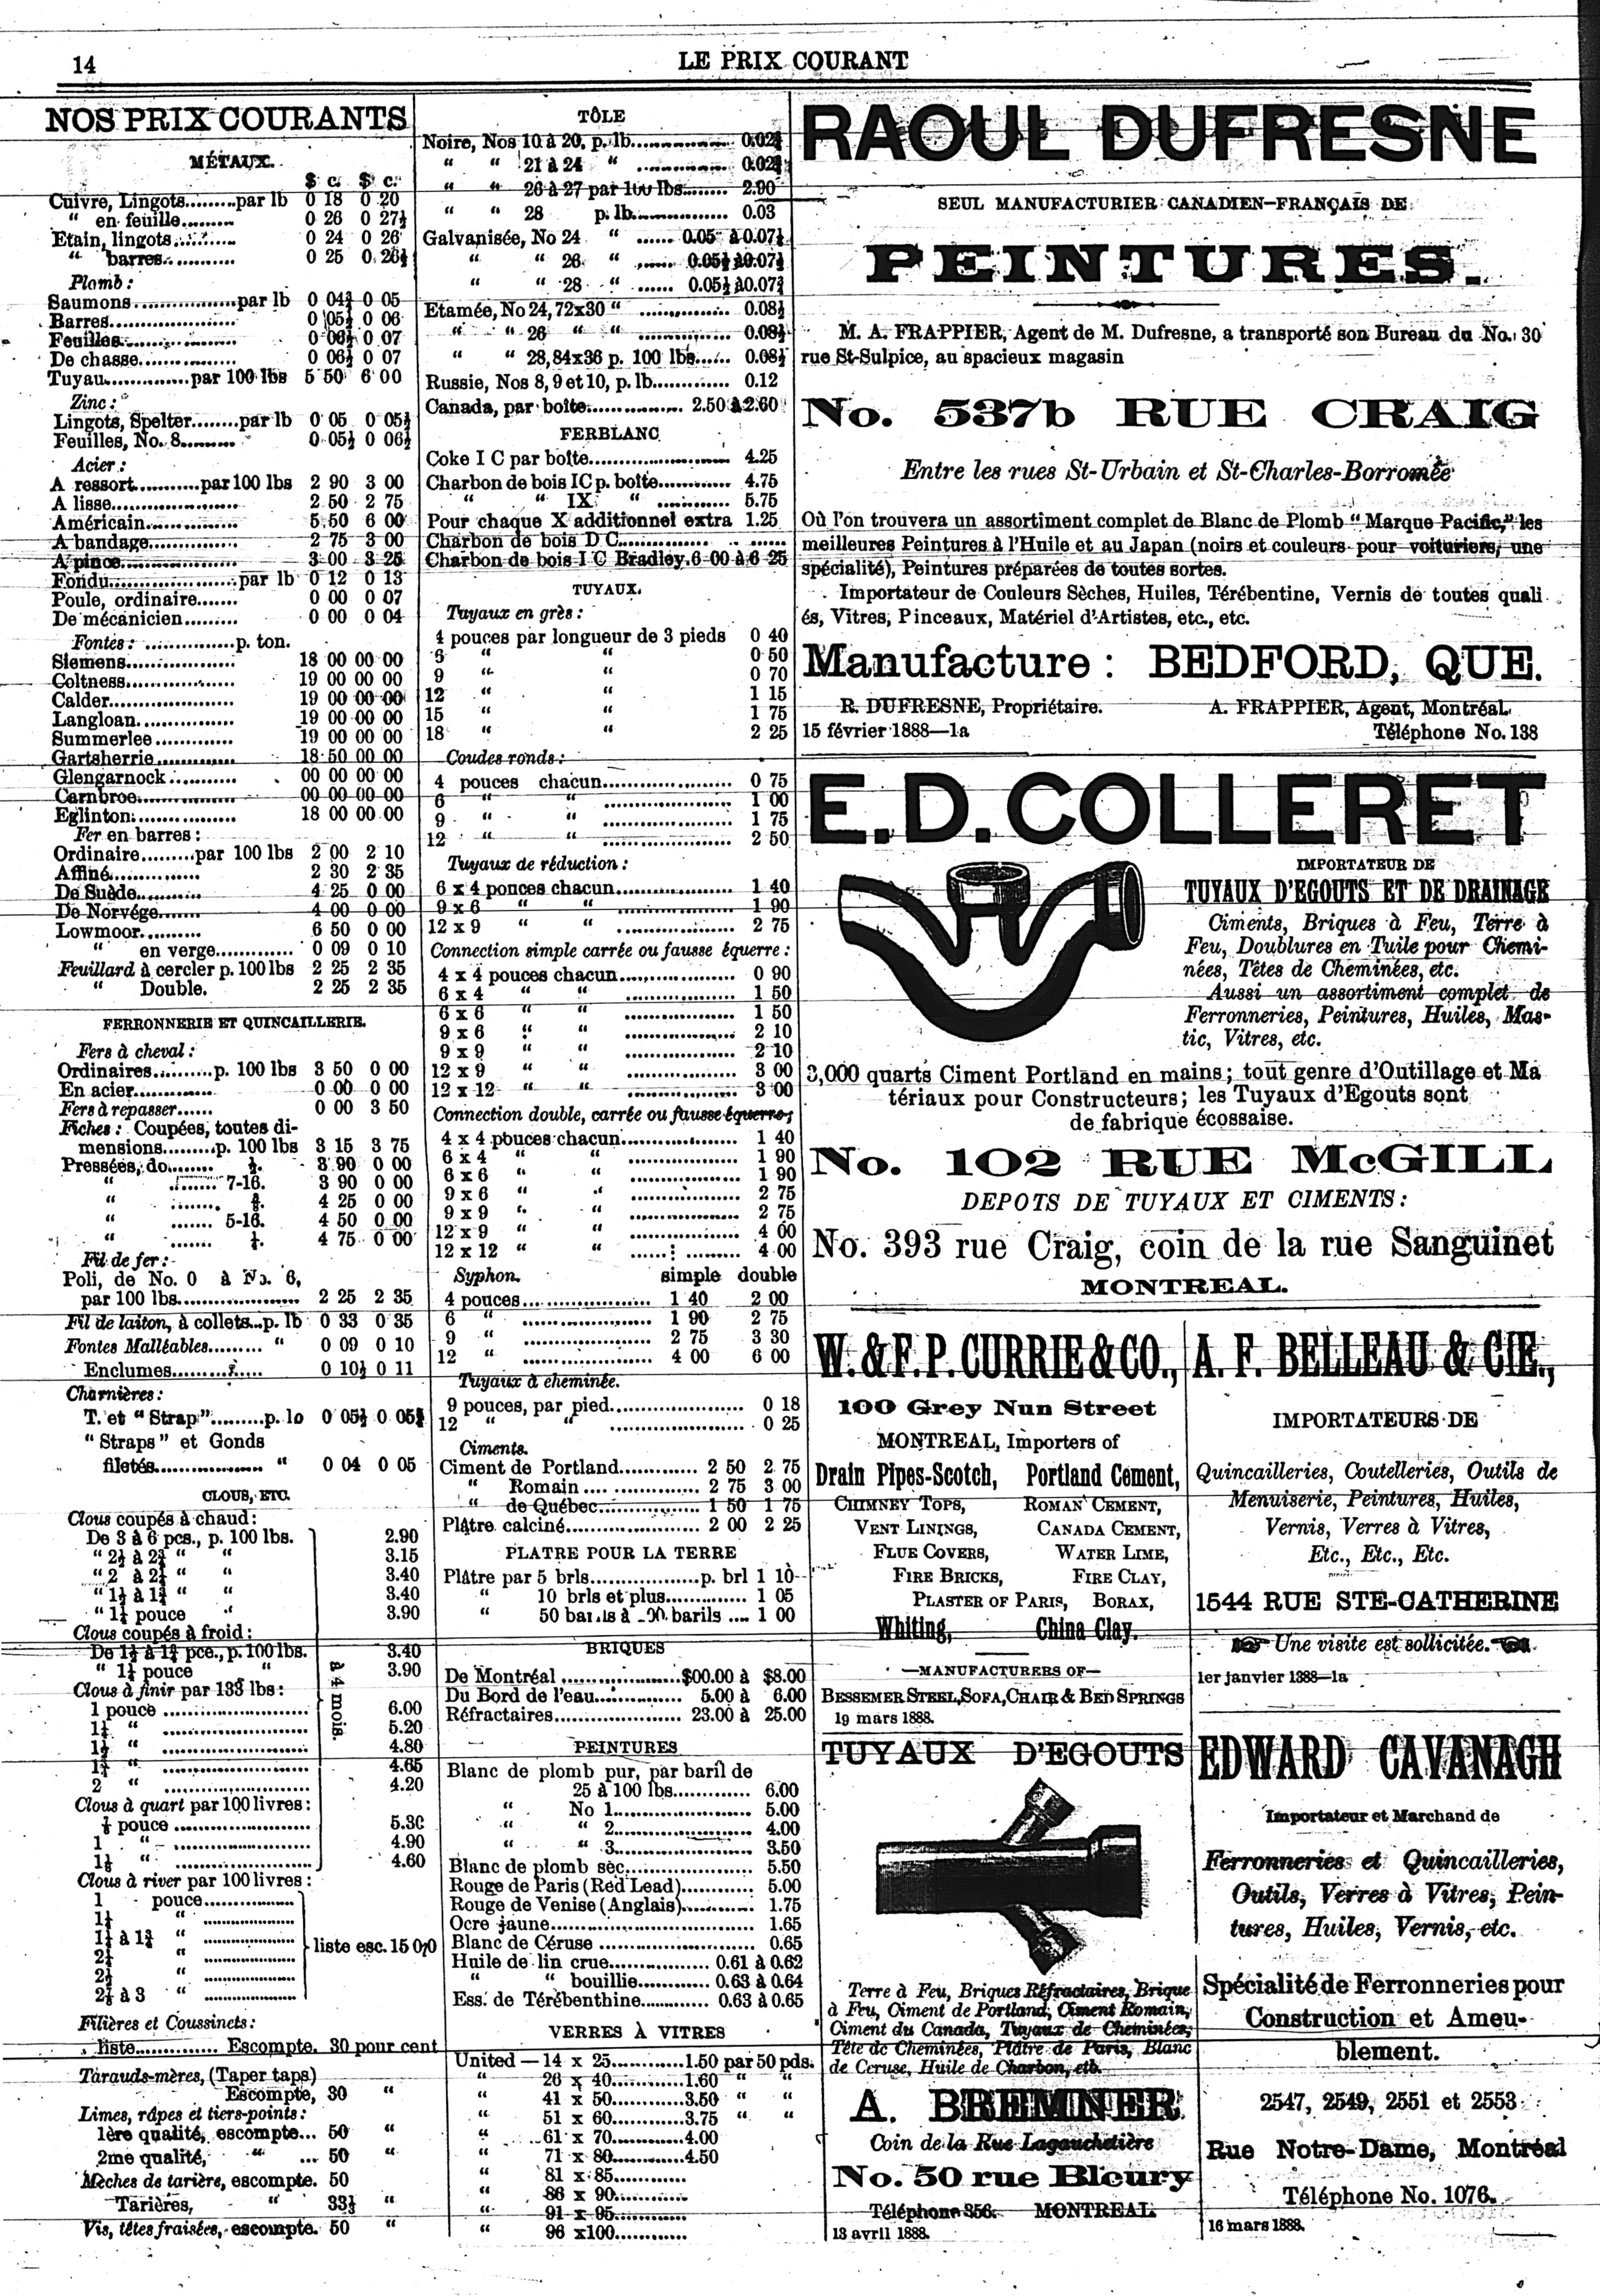 14
LE PRIX COURANT
NOS PRIX COURANTS
MÉTAUX.
$ c. $ c.
Cuivre, Lingots........par lb 0 18 0 20
“ en feuille......... 0 26 0 27½
Etain, lingots.......... 0 24 0 26
“ barres............ 0 25 0 26½
Plomb :
Saumons................par lb 0 04¾ 0 05
Barres.................... 0 05½ 0 06
Feuilles................. 0 06½ 0 07
De chasse................ 0 06½ 0 07
Tuyau.............par 100 lbs 5 50 6 00
Zinc :
Lingots, Spelter........par lb 0 05 0 05½
Feuilles, No. 8......... 0 05½ 0 06½
Acier :
A ressort...........par 100 lbs 2 90 3 00
A lisse................... 2 50 2 75
Américain............... 5 50 6 00
A bandage............... 2 75 3 00
A pince.................. 3 00 3 25
Fondu....................par lb 0 12 0 13
Poule, ordinaire....... 0 00 0 07
De mécanicien......... 0 00 0 04
Fontes : ...............p. ton.
Siemens.................. 18 00 00 00
Coltness.................. 19 00 00 00
Calder.................... 19 00 00 00
Langloan................ 19 00 00 00
Summerlee............. 19 00 00 00
Gartsherrie............. 18 50 00 00
Glengarnock........... 00 00 00 00
Carnbroe................ 00 00 00 00
Eglinton................. 18 00 00 00
Fer en barres :
Ordinaire.........par 100 lbs 2 00 2 10
Affiné............... 2 30 2 35
De Suède........... 4 25 0 00
De Norvége....... 4 00 0 00
Lowmoor.......... 6 50 0 00
“ en verge............. 0 09 0 10
Feuillard à cercler p. 100 lbs 2 25 2 35
“ Double. 2 25 2 35
FERRONNERIE ET QUINCAILLERIE.
Fers à cheval :
Ordinaires..........p. 100 lbs 3 50 0 00
En acier.............. 0 00 0 00
Fers à repasser...... 0 00 3 50
Fiches : Coupées, toutes di-
mensions.........p. 100 lbs 3 15 3 75
Pressées, do........ ½. 3 90 0 00
“ ........ 7-16. 3 90 0 00
“ ........ ⅜. 4 25 0 00
“ ....... 5-16. 4 50 0 00
“ ....... ¼. 4 75 0 00
Fil de fer :
Poli, de No. 0 à No. 6,
par 100 lbs..................... 2 25 2 35
Fil de laiton, à collets...p. lb 0 33 0 35
Fontes Malléables......... “ 0 09 0 10
Enclumes............... 0 10½ 0 11
Charnières :
T. et “Strap”.........p. lb 0 05½ 0 05¾
“Straps” et Gonds
filetés.................... “ 0 04 0 05
CLOUS, ETC.
Clous coupés à chaud :
De 3 à 6 pcs., p. 100 lbs. 2.90
“ 2½ à 2¾ “ “ 3.15
“ 2 à 2¼ “ “ 3.40
“ 1½ à 1¾ “ “ 3.40
“ 1¼ pouce “ 3.90
Clous coupés à froid :
De 1½ à 1¾ pce., p. 100 lbs. 3.40
“ 1¼ pouce “ 3.90
à 4 mois.
Clous à finir par 133 lbs :
1 pouce ............................ 6.00
1¼ “ ............................ 5.20
1½ “ ............................ 4.80
1¾ “ ............................ 4.65
2 “ ............................ 4.20
Clous à quart par 100 livres :
⅞ pouce ........................... 5.30
1 “ - ........................... 4.90
1⅛ “ ........................... 4.60
Clous à river par 100 livres :
1 pouce.....................
1¼ “ .....................
1½ à 1¾ “ .....................
liste esc. 15 0/0
2¼ “ .....................
2½ “ .....................
2¾ à 3 “ .....................
Filières et Coussinets :
liste............... Escompte. 30 pour cent
Tarauds-mères, (Taper taps)
Escompte, 30 “
Limes, râpes et tiers-points :
1ère qualité, escompte... 50 “
2me qualité, “ ... 50 “
Mèches de tarière, escompte. 50
Tarières, “ 33⅓ “
Vis, têtes fraisées, escompte. 50 “
TÔLE
Noire, Nos 10 à 20, p. lb.............. 0.02¾
“ “ 21 à 24 “ .............. 0.02¾
“ “ 26 à 27 par 100 lbs........ 2.90
“ “ 28 p. lb................. 0.03
Galvanisée, No 24 “ ...... 0.05 à 0.07½
“ “ 26 “ ...... 0.05½ à 0.07½
“ “ 28 “ ...... 0.05½ à 0.07¾
Etamée, No 24, 72x30 “ ............... 0.08½
“ “ 26 “ “ ............... 0.08½
“ “ 28, 84x36 p. 100 lbs...... 0.08½
Russie, Nos 8, 9 et 10, p. lb............ 0.12
Canada, par boîte............... 2.50 à 2.60
FERBLANC
Coke I C par boîte...................... 4.25
Charbon de bois IC p. boîte........... 4.75
“ “ IX “ ........... 5.75
Pour chaque X additionnel extra 1.25
Charbon de bois D C...............
Charbon de bois I C Bradley. 6 00 à 6 25
TUYAUX.
Tuyaux en grès :
4 pouces par longueur de 3 pieds 0 40
6 “ “ 0 50
9 “ “ 0 70
12 “ “ 1 15
15 “ “ 1 75
18 “ “ 2 25
Coudes ronds :
4 pouces chacun...................... 0 75
6 “ “ ...................... 1 00
9 “ “ ...................... 1 75
12 “ “ ...................... 2 50
Tuyaux de réduction :
6 x 4 pouces chacun................... 1 40
9 x 6 “ “ ................... 1 90
12 x 9 “ “ ................... 2 75
Connection simple carrée ou fausse équerre :
4 x 4 pouces chacun................... 0 90
6 x 4 “ “ ................... 1 50
6 x 6 “ “ ................... 1 50
9 x 6 “ “ ................... 2 10
9 x 9 “ “ ................... 2 10
12 x 9 “ “ ................... 3 00
12 x 12 “ “ ................... 3 00
Connection double, carrée ou fausse équerre,
4 x 4 pouces chacun................... 1 40
6 x 4 “ “ ................... 1 90
6 x 6 “ “ ................... 1 90
9 x 6 “ “ ................... 2 75
9 x 9 “ “ ................... 2 75
12 x 9 “ “ ................... 4 00
12 x 12 “ “ ................... 4 00
Syphon. simple double
4 pouces...................... 1 40 2 00
6 “ ...................... 1 90 2 75
9 “ ...................... 2 75 3 30
12 “ ...................... 4 00 6 00
Tuyaux à cheminée.
9 pouces, par pied...................... 0 18
12 “ “ ...................... 0 25
Ciments.
Ciment de Portland............ 2 50 2 75
“ Romain .................. 2 75 3 00
“ de Québec............... 1 50 1 75
Plâtre calciné..................... 2 00 2 25
PLATRE POUR LA TERRE
Plâtre par 5 brls...................p. brl 1 10
“ 10 brls et plus............. 1 05
“ 50 barils à 90 barils .... 1 00
BRIQUES
De Montréal ..................$00.00 à $8.00
Du Bord de l'eau.............. 5.00 à 6.00
Réfractaires.................... 23.00 à 25.00
PEINTURES
Blanc de plomb pur, par baril de
25 à 100 lbs............ 6.00
“ No 1..................... 5.00
“ “ 2..................... 4.00
“ “ 3..................... 3.50
Blanc de plomb sec.................... 5.50
Rouge de Paris (Red Lead)............ 5.00
Rouge de Venise (Anglais)............. 1.75
Ocre jaune............................... 1.65
Blanc de Céruse ........................ 0.65
Huile de lin crue................ 0.61 à 0.62
“ “ bouillie............ 0.63 à 0.64
Ess. de Térébenthine........... 0.63 à 0.65
VERRES À VITRES
United — 14 x 25............1.50 par 50 pds.
“ 26 x 40............1.60 “ “
“ 41 x 50............3.50 “ “
“ 51 x 60............3.75 “ “
“ 61 x 70............4.00
“ 71 x 80............4.50
“ 81 x 85............
“ 86 x 90............
“ 91 x 95............
“ 96 x100............
RAOUL DUFRESNE
SEUL MANUFACTURIER CANADIEN-FRANÇAIS DE
PEINTURES.
M. A. FRAPPIER, Agent de M. Dufresne, a transporté son Bureau du No. 30
rue St-Sulpice, au spacieux magasin
No. 537b RUE CRAIG
Entre les rues St-Urbain et St-Charles-Borromée
Où l'on trouvera un assortiment complet de Blanc de Plomb “Marque Pacific,” les
meilleures Peintures à l'Huile et au Japan (noirs et couleurs pour voituriers, une
spécialité), Peintures préparées de toutes sortes.
Importateur de Couleurs Sèches, Huiles, Térébentine, Vernis de toutes quali
és, Vitres, Pinceaux, Matériel d'Artistes, etc., etc.
Manufacture : BEDFORD, QUE.
R. DUFRESNE, Propriétaire. A. FRAPPIER, Agent, Montréal.
15 février 1888—1a Téléphone No. 138
E. D. COLLERET
IMPORTATEUR DE
TUYAUX D'EGOUTS ET DE DRAINAGE
Ciments, Briques à Feu, Terre à
Feu, Doublures en Tuile pour Chemi-
nées, Têtes de Cheminées, etc.
Aussi un assortiment complet de
Ferronneries, Peintures, Huiles, Mas-
tic, Vitres, etc.
3,000 quarts Ciment Portland en mains ; tout genre d'Outillage et Ma
tériaux pour Constructeurs ; les Tuyaux d'Egouts sont
de fabrique écossaise.
No. 102 RUE McGILL
DEPOTS DE TUYAUX ET CIMENTS :
No. 393 rue Craig, coin de la rue Sanguinet
MONTREAL.
W. & F. P. CURRIE & CO.,
100 Grey Nun Street
MONTREAL, Importers of
Drain Pipes-Scotch, Portland Cement,
CHIMNEY TOPS, ROMAN CEMENT,
VENT LININGS, CANADA CEMENT,
FLUE COVERS, WATER LIME,
FIRE BRICKS, FIRE CLAY,
PLASTER OF PARIS, BORAX,
Whiting, China Clay.
—MANUFACTURERS OF—
BESSEMER STEEL, SOFA, CHAIR & BED SPRINGS
19 mars 1888.
A. F. BELLEAU & CIE.,
IMPORTATEURS DE
Quincailleries, Coutelleries, Outils de
Menuiserie, Peintures, Huiles,
Vernis, Verres à Vitres,
Etc., Etc., Etc.
1544 RUE STE-CATHERINE
Une visite est sollicitée.
1er janvier 1888—1a
TUYAUX D'EGOUTS
Terre à Feu, Briques Réfractaires, Brique
à Feu, Ciment de Portland, Ciment Romain,
Ciment du Canada, Tuyaux de Cheminées,
Tête de Cheminées, Plâtre de Paris, Blanc
de Ceruse, Huile de Charbon, etc.
A. BREMNER
Coin de la Rue Lagauchetière
No. 50 rue Bleury
Téléphone 356. MONTREAL
13 avril 1888.
EDWARD CAVANAGH
Importateur et Marchand de
Ferronneries et Quincailleries,
Outils, Verres à Vitres, Pein-
tures, Huiles, Vernis, etc.
Spécialité de Ferronneries pour
Construction et Ameu-
blement.
2547, 2549, 2551 et 2553
Rue Notre-Dame, Montréal
Téléphone No. 1076.
16 mars 1888.